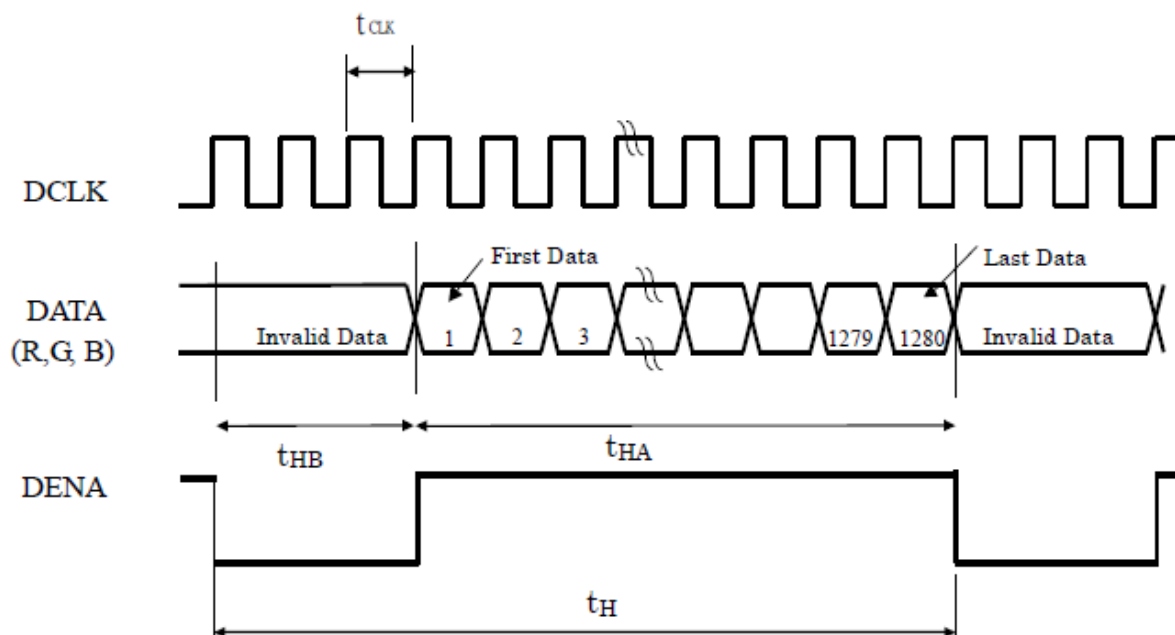 tCLK
DCLK
First Data
Last Data
DATA
(R,G, B)
Invalid Data
1
2
3
1279
1280
Invalid Data
tHB
tHA
DENA
tH